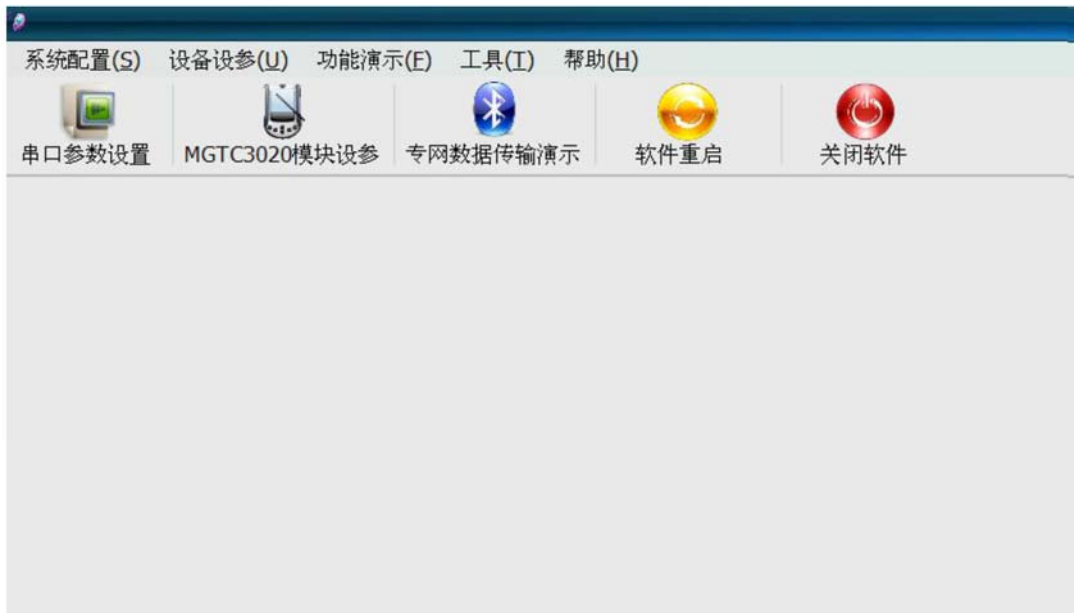 系统配置(S) 设备设参(U) 功能演示(F) 工具(T) 帮助(H)
串口参数设置 MGTC3020模块设参 专网数据传输演示 软件重启 关闭软件